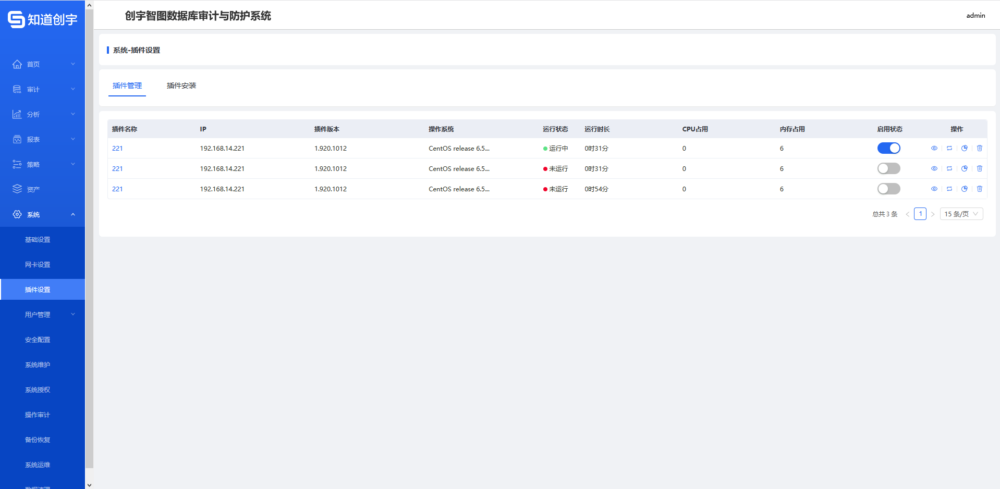 知道创宇
创宇智图数据库审计与防护系统
admin
首页
审计
分析
报表
策略
资产
系统
基础设置
网卡设置
插件设置
用户管理
安全配置
系统维护
系统授权
操作审计
备份恢复
系统运维
数据清理
系统-插件设置
插件管理 插件安装
插件名称 IP 插件版本 操作系统 运行状态 运行时长 CPU占用 内存占用 启用状态 操作
221 192.168.14.221 1.920.1012 CentOS release 6.5... 运行中 0时31分 0 6
221 192.168.14.221 1.920.1012 CentOS release 6.5... 未运行 0时31分 0 6
221 192.168.14.221 1.920.1012 CentOS release 6.5... 未运行 0时54分 0 6
总共 3 条 < 1 > 15 条/页